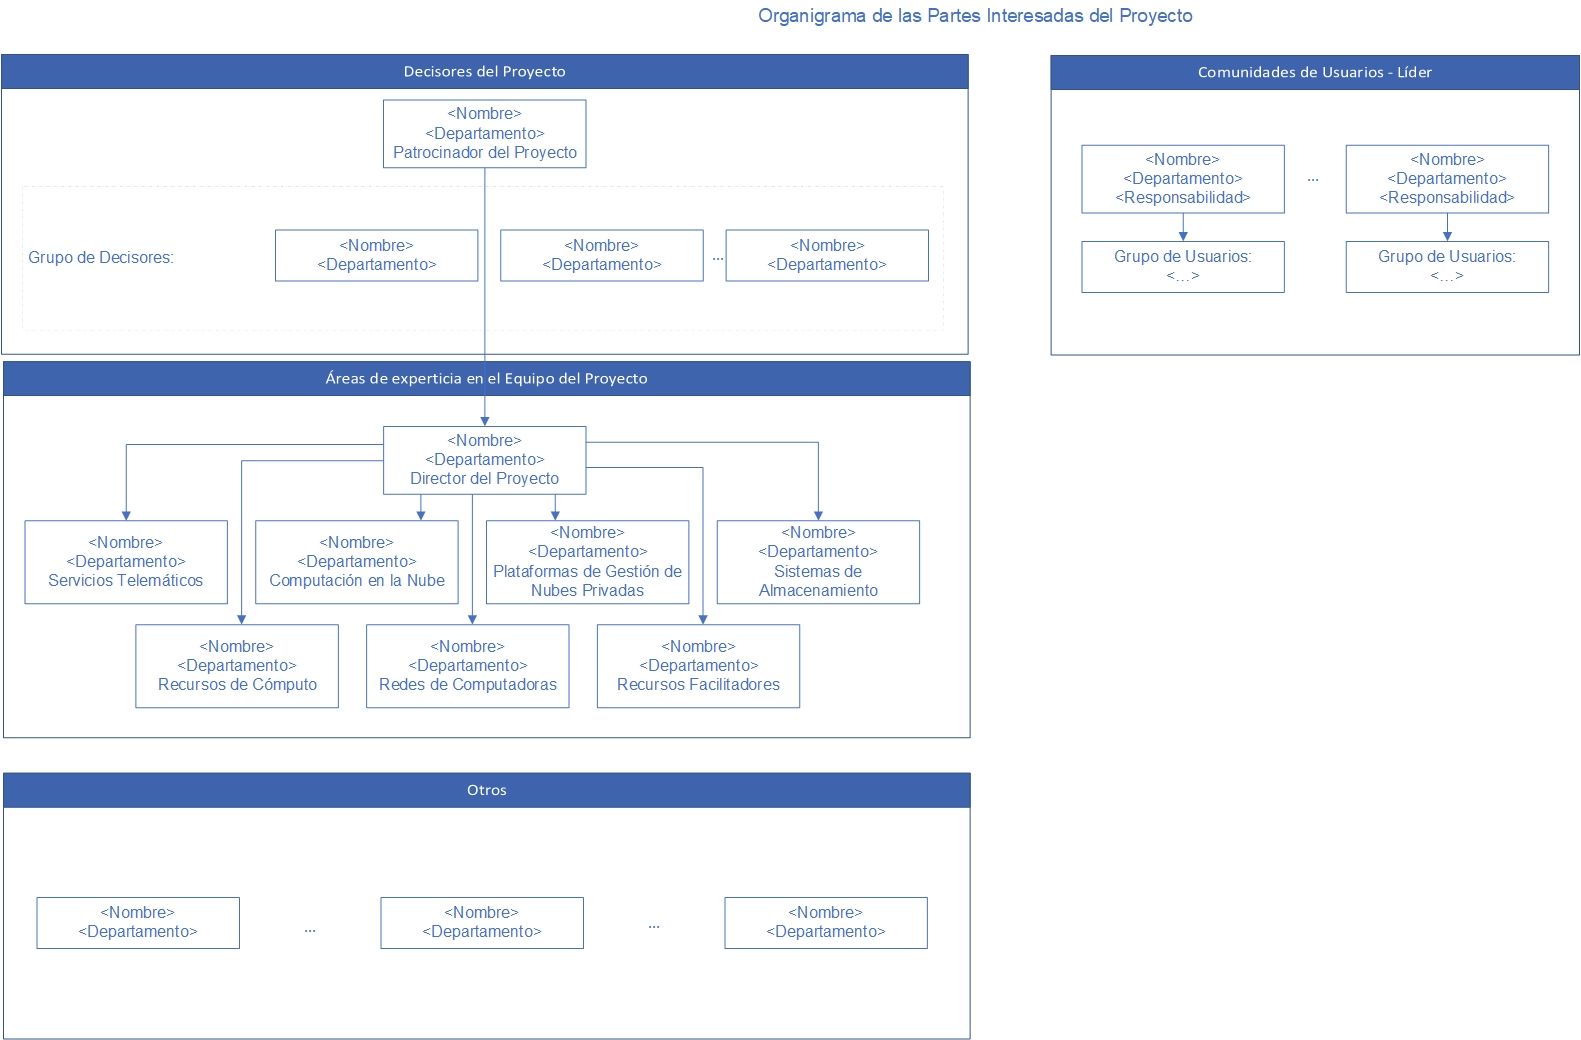 Organigrama de las Partes Interesadas del Proyecto
Decisores del Proyecto
<Nombre>
<Departamento>
Patrocinador del Proyecto
Grupo de Decisores:
<Nombre>
<Departamento>
<Nombre>
<Departamento>
...
<Nombre>
<Departamento>
Comunidades de Usuarios - Líder
<Nombre>
<Departamento>
<Responsabilidad>
...
<Nombre>
<Departamento>
<Responsabilidad>
Grupo de Usuarios:
<...>
Grupo de Usuarios:
<...>
Áreas de experticia en el Equipo del Proyecto
<Nombre>
<Departamento>
Director del Proyecto
<Nombre>
<Departamento>
Servicios Telemáticos
<Nombre>
<Departamento>
Computación en la Nube
<Nombre>
<Departamento>
Plataformas de Gestión de
Nubes Privadas
<Nombre>
<Departamento>
Sistemas de
Almacenamiento
<Nombre>
<Departamento>
Recursos de Cómputo
<Nombre>
<Departamento>
Redes de Computadoras
<Nombre>
<Departamento>
Recursos Facilitadores
Otros
<Nombre>
<Departamento>
...
<Nombre>
<Departamento>
...
<Nombre>
<Departamento>